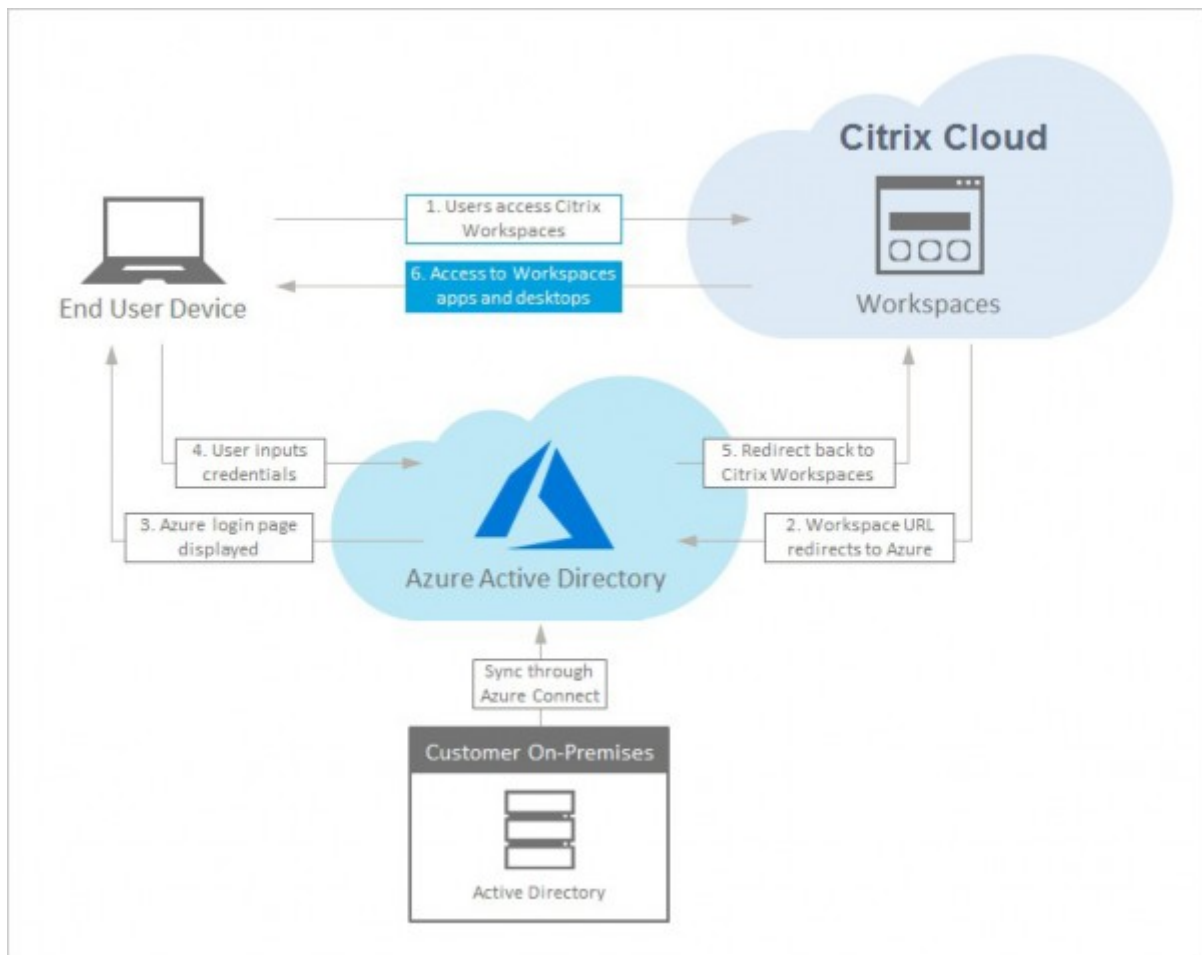 Citrix Cloud
1. Users access Citrix
Workspaces
6. Access to Workspaces
apps and desktops
End User Device
Workspaces
4. User inputs
credentials
5. Redirect back to
Citrix Workspaces
3. Azure login page
displayed
2. Workspace URL
redirects to Azure
Azure Active Directory
Sync through
Azure Connect
Customer On-Premises
Active Directory